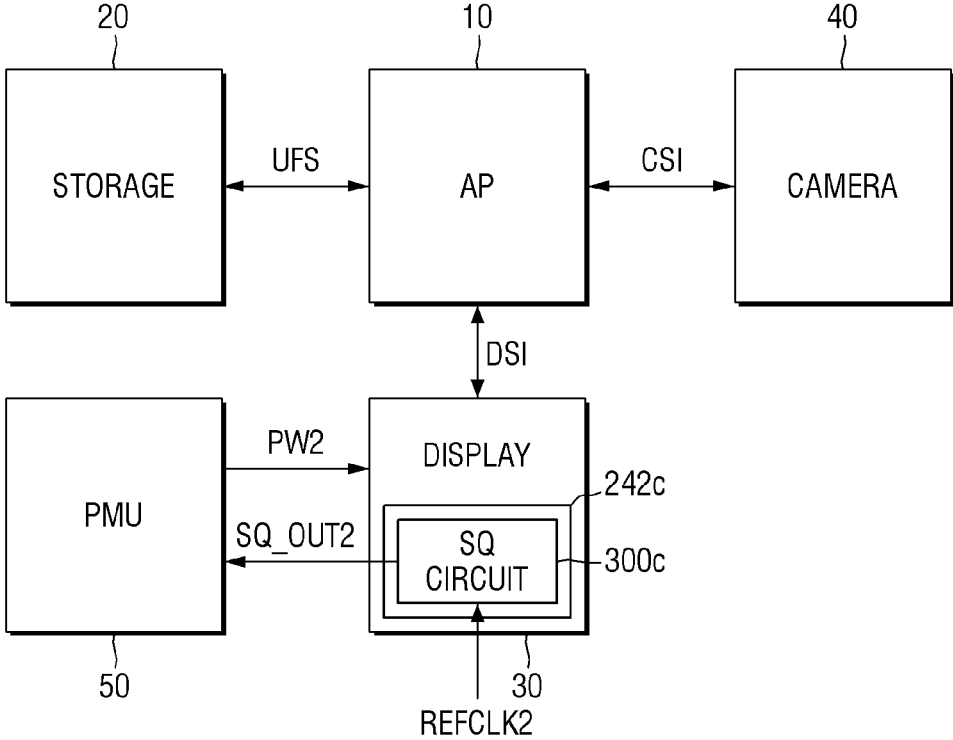 20
10
40
STORAGE
UFS
AP
CSI
CAMERA
DSI
PMU
PW2
DISPLAY
242c
SQ_OUT2
SQ
CIRCUIT
300c
50
30
REFCLK2